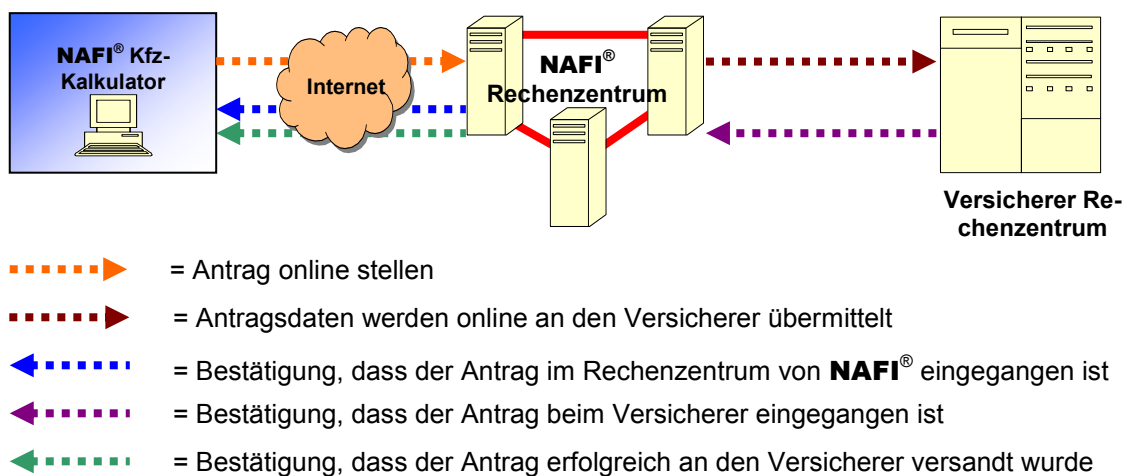 NAFI® Kfz-
Kalkulator
Internet
NAFI®
Rechenzentrum
Versicherer Re-
chenzentrum
= Antrag online stellen
= Antragsdaten werden online an den Versicherer übermittelt
= Bestätigung, dass der Antrag im Rechenzentrum von NAFI® eingegangen ist
= Bestätigung, dass der Antrag beim Versicherer eingegangen ist
= Bestätigung, dass der Antrag erfolgreich an den Versicherer versandt wurde